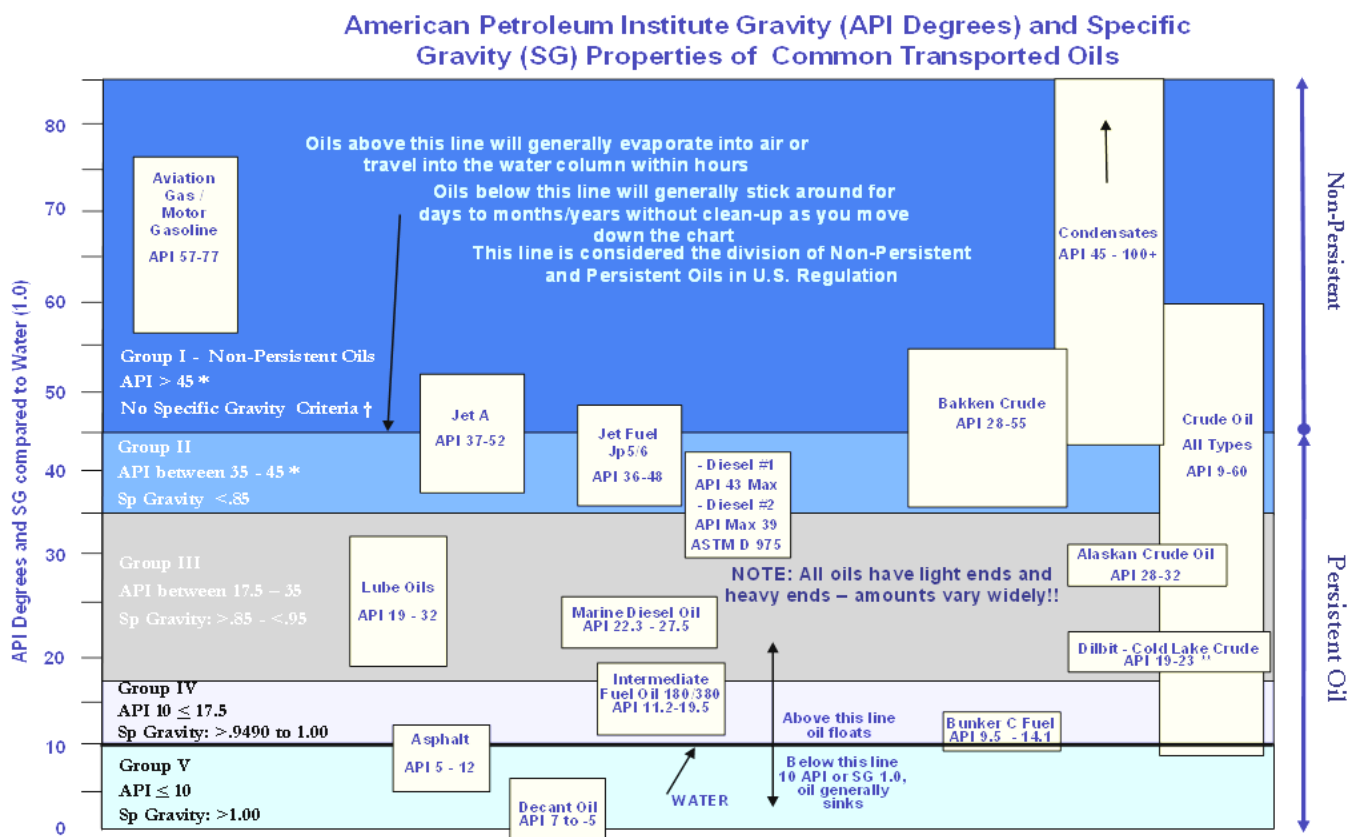 American Petroleum Institute Gravity (API Degrees) and Specific
Gravity (SG) Properties of Common Transported Oils
API Degrees and SG compared to Water (1.0)
80
70
60
50
40
30
20
10
0
Oils above this line will generally evaporate into air or
travel into the water column within hours
Oils below this line will generally stick around for
days to months/years without clean-up as you move
down the chart
This line is considered the division of Non-Persistent
and Persistent Oils in U.S. Regulation
Aviation
Gas /
Motor
Gasoline
API 57-77
Condensates
API 45 - 100+
Group I - Non-Persistent Oils
API > 45 *
No Specific Gravity Criteria †
Jet A
API 37-52
Jet Fuel
Jp5/6
API 36-48
Bakken Crude
API 28-55
Crude Oil
All Types
API 9-60
Group II
API between 35 - 45 *
Sp Gravity <.85
- Diesel #1
API 43 Max
- Diesel #2
API Max 39
ASTM D 975
Group III
API between 17.5 – 35
Sp Gravity: >.85 - <.95
Lube Oils
API 19 - 32
NOTE: All oils have light ends and
heavy ends – amounts vary widely!!
Alaskan Crude Oil
API 28-32
Marine Diesel Oil
API 22.3 - 27.5
Dilbit - Cold Lake Crude
API 19-23 "
Group IV
API 10 ≤ 17.5
Sp Gravity: >.9490 to 1.00
Intermediate
Fuel Oil 180/380
API 11.2-19.5
Above this line
oil floats
Bunker C Fuel
API 9.5 - 14.1
Asphalt
API 5 - 12
Group V
API ≤ 10
Sp Gravity: >1.00
Decant Oil
API 7 to -5
WATER
Below this line
10 API or SG 1.0,
oil generally
sinks
Non-Persistent
Persistent Oil